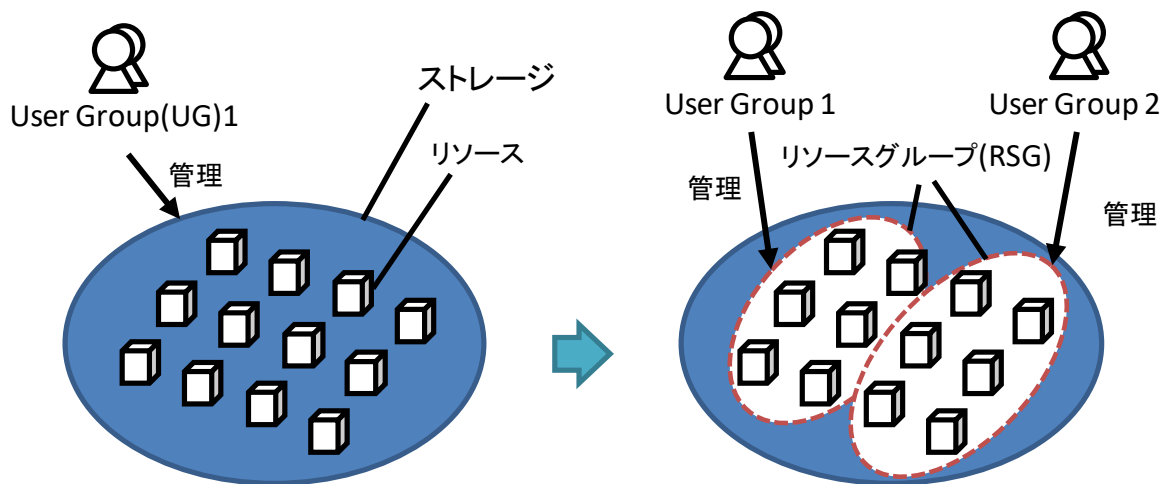 User Group(UG)1
ストレージ
リソース
管理
User Group 1
User Group 2
リソースグループ(RSG)
管理
管理